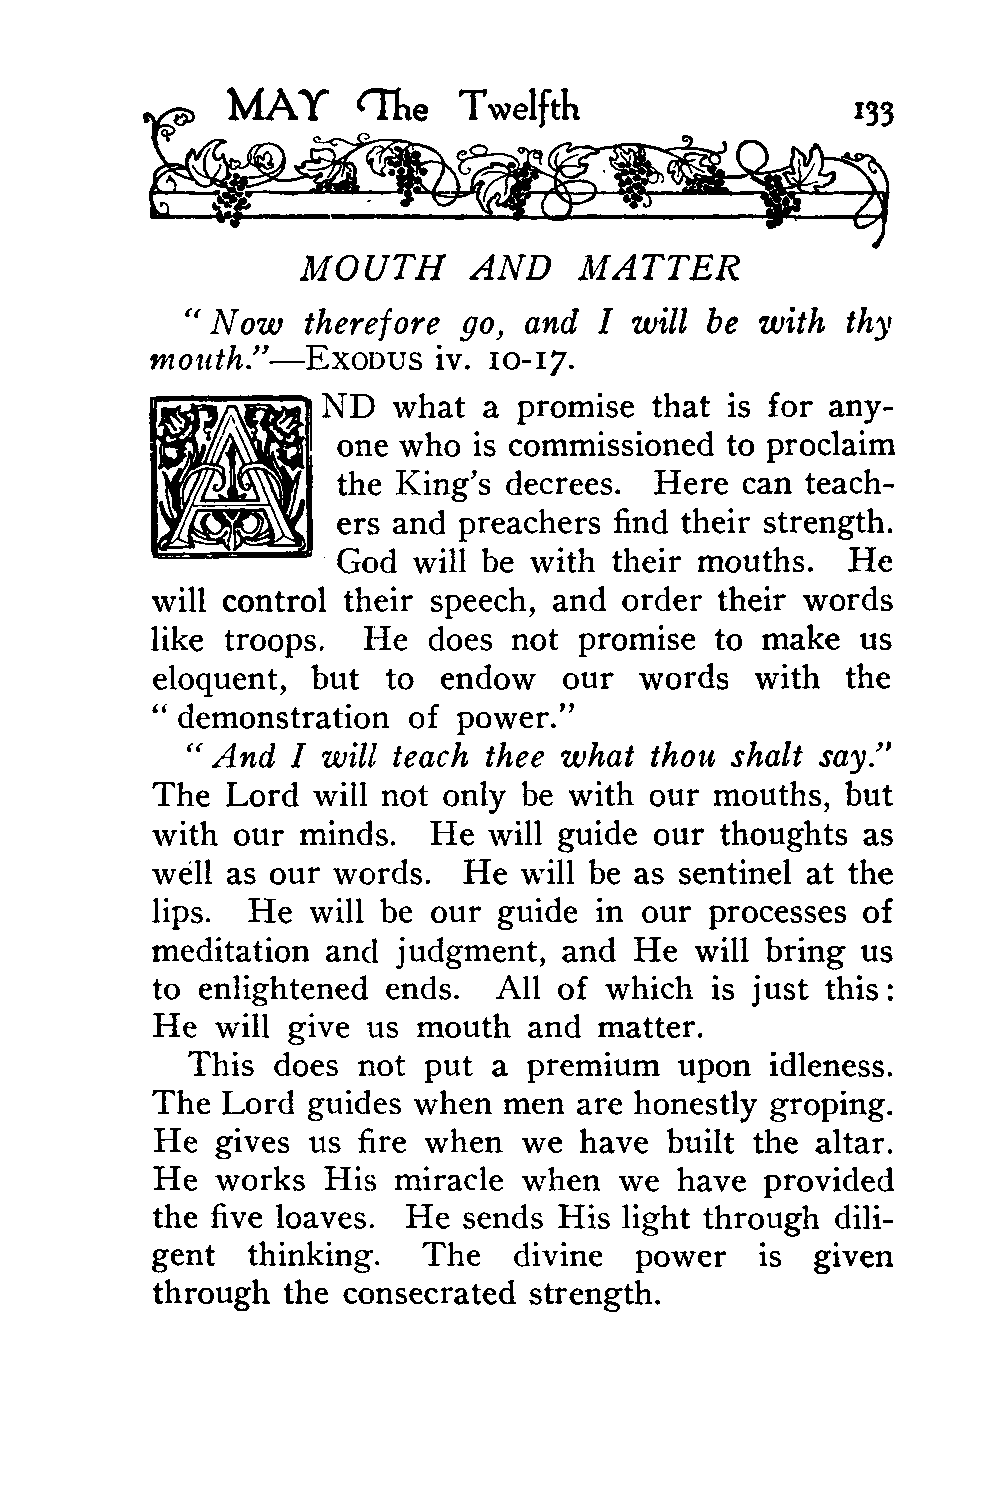 MAY The Twelfth 133
MOUTH AND MATTER
“Now therefore go, and I will be with thy
mouth.”—EXODUS iv. 10-17.
AND what a promise that is for any-
one who is commissioned to proclaim
the King’s decrees. Here can teach-
ers and preachers find their strength.
God will be with their mouths. He
will control their speech, and order their words
like troops. He does not promise to make us
eloquent, but to endow our words with the
“demonstration of power.”
“And I will teach thee what thou shalt say.”
The Lord will not only be with our mouths, but
with our minds. He will guide our thoughts as
well as our words. He will be as sentinel at the
lips. He will be our guide in our processes of
meditation and judgment, and He will bring us
to enlightened ends. All of which is just this:
He will give us mouth and matter.
This does not put a premium upon idleness.
The Lord guides when men are honestly groping.
He gives us fire when we have built the altar.
He works His miracle when we have provided
the five loaves. He sends His light through dili-
gent thinking. The divine power is given
through the consecrated strength.